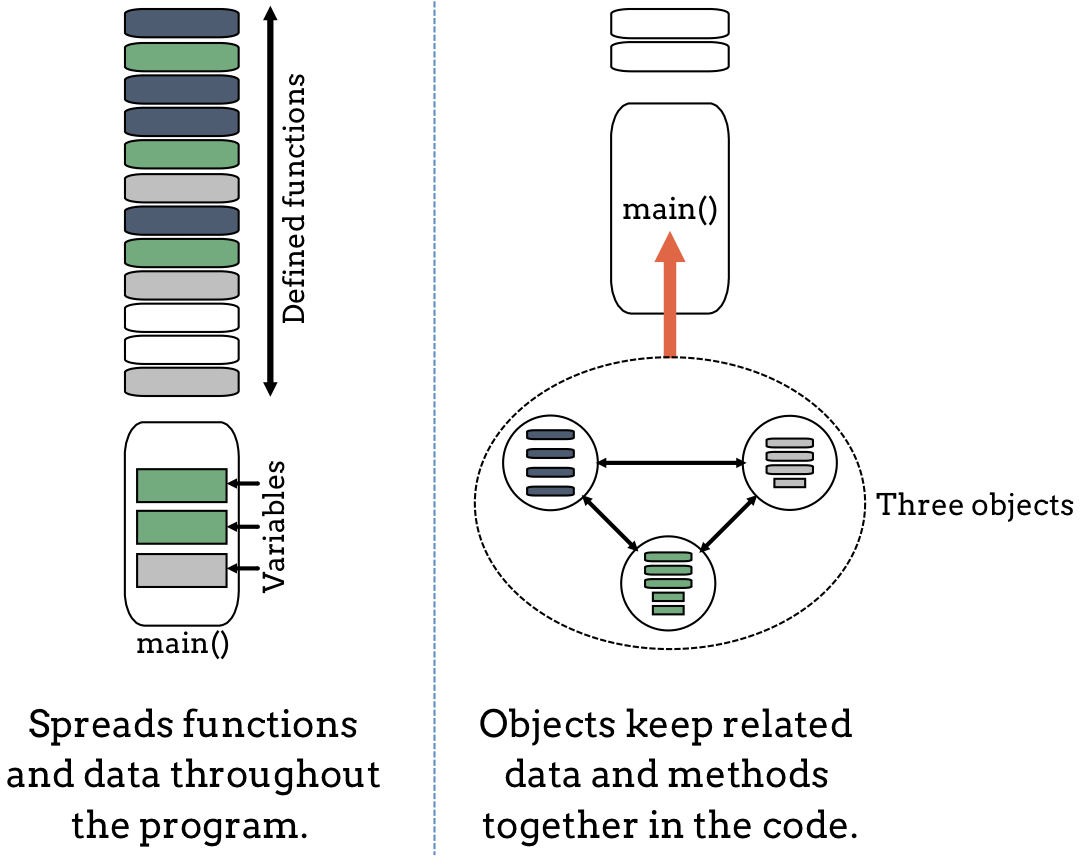 Defined functions
Variables
main()
Spreads functions
and data throughout
the program.
main()
Three objects
Objects keep related
data and methods
together in the code.